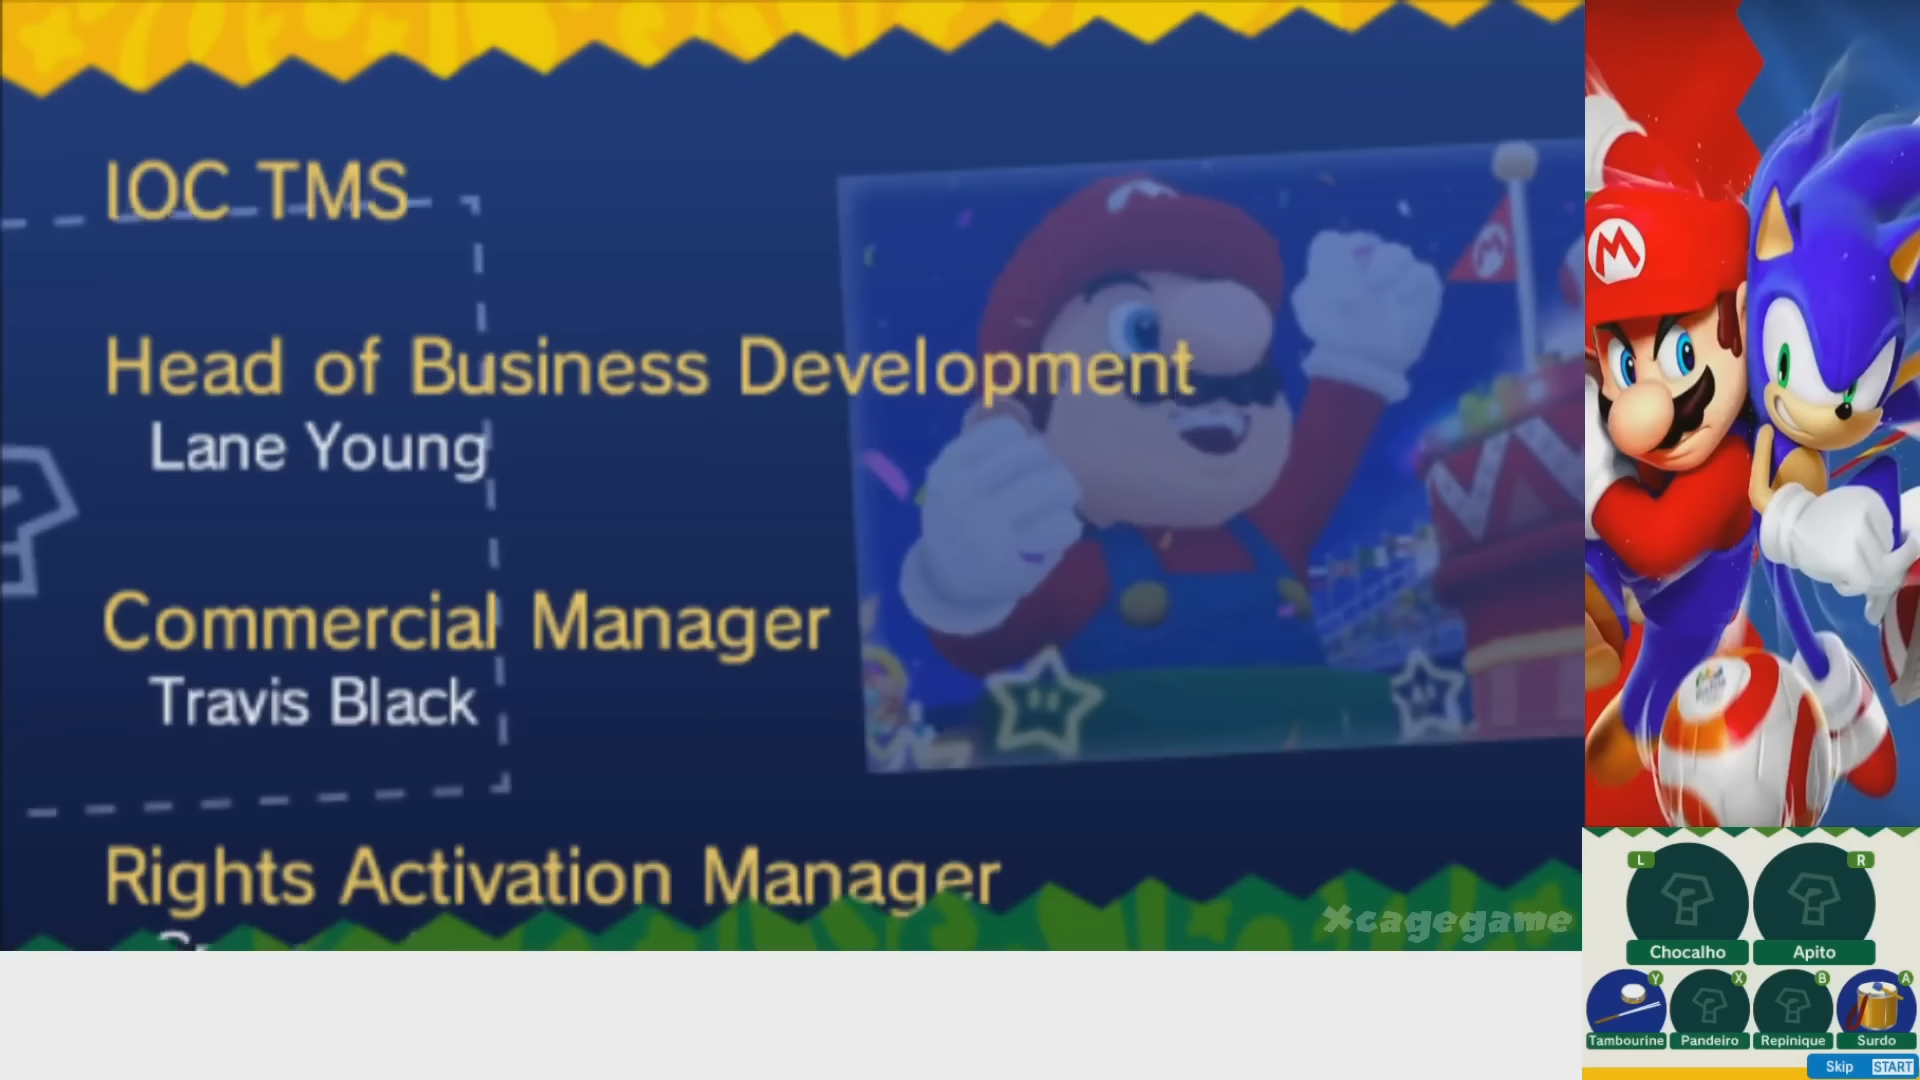 IOC TMS
Head of Business Development
Lane Young
Commercial Manager
Travis Black
Rights Activation Manager
Xcagegame
M
M
L
R
Chocalho
Apito
Y
X
B
A
Tambourine
Pandeiro
Repinique
Surdo
Skip START